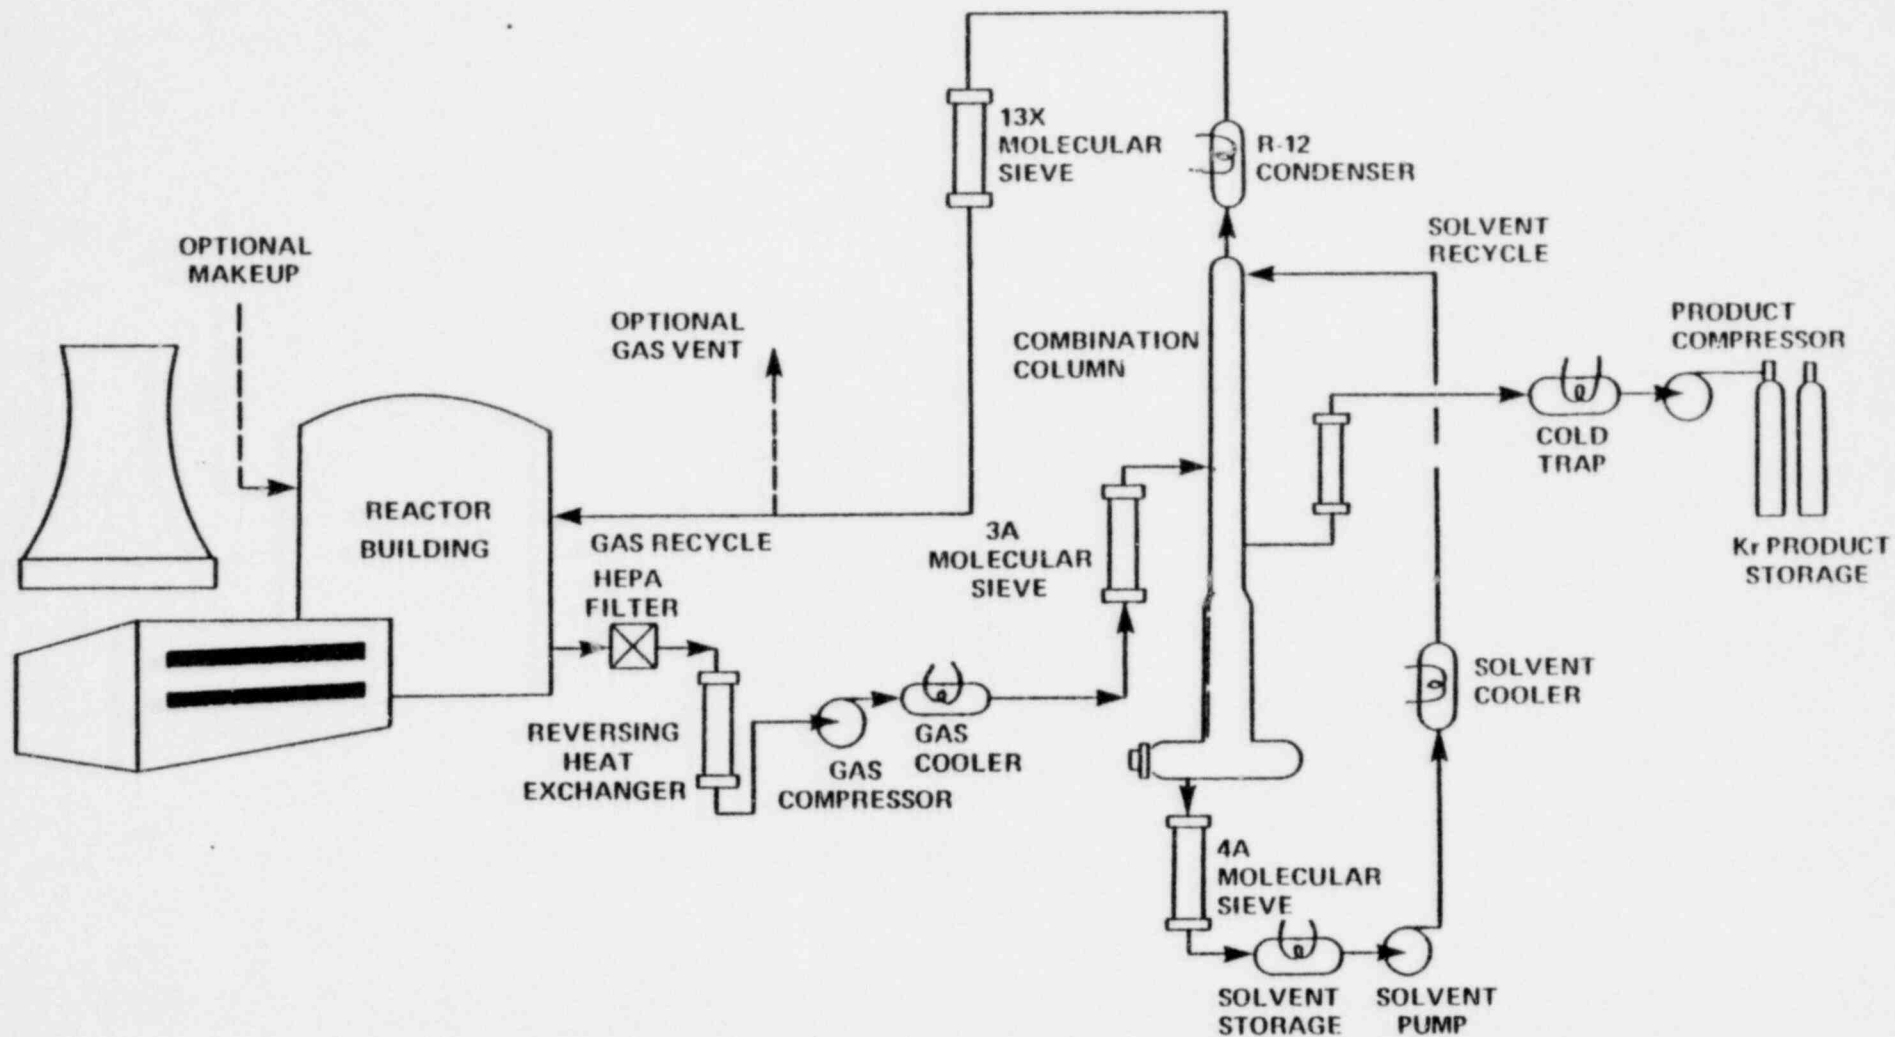 13X
MOLECULAR
SIEVE
R-12
CONDENSER
SOLVENT
RECYCLE
OPTIONAL
MAKEUP
OPTIONAL
GAS VENT
COMBINATION
COLUMN
PRODUCT
COMPRESSOR
COLD
TRAP
Kr PRODUCT
STORAGE
REACTOR
BUILDING
GAS RECYCLE
3A
MOLECULAR
SIEVE
HEPA
FILTER
REVERSING
HEAT
EXCHANGER
GAS
COMPRESSOR
GAS
COOLER
SOLVENT
COOLER
4A
MOLECULAR
SIEVE
SOLVENT
STORAGE
SOLVENT
PUMP